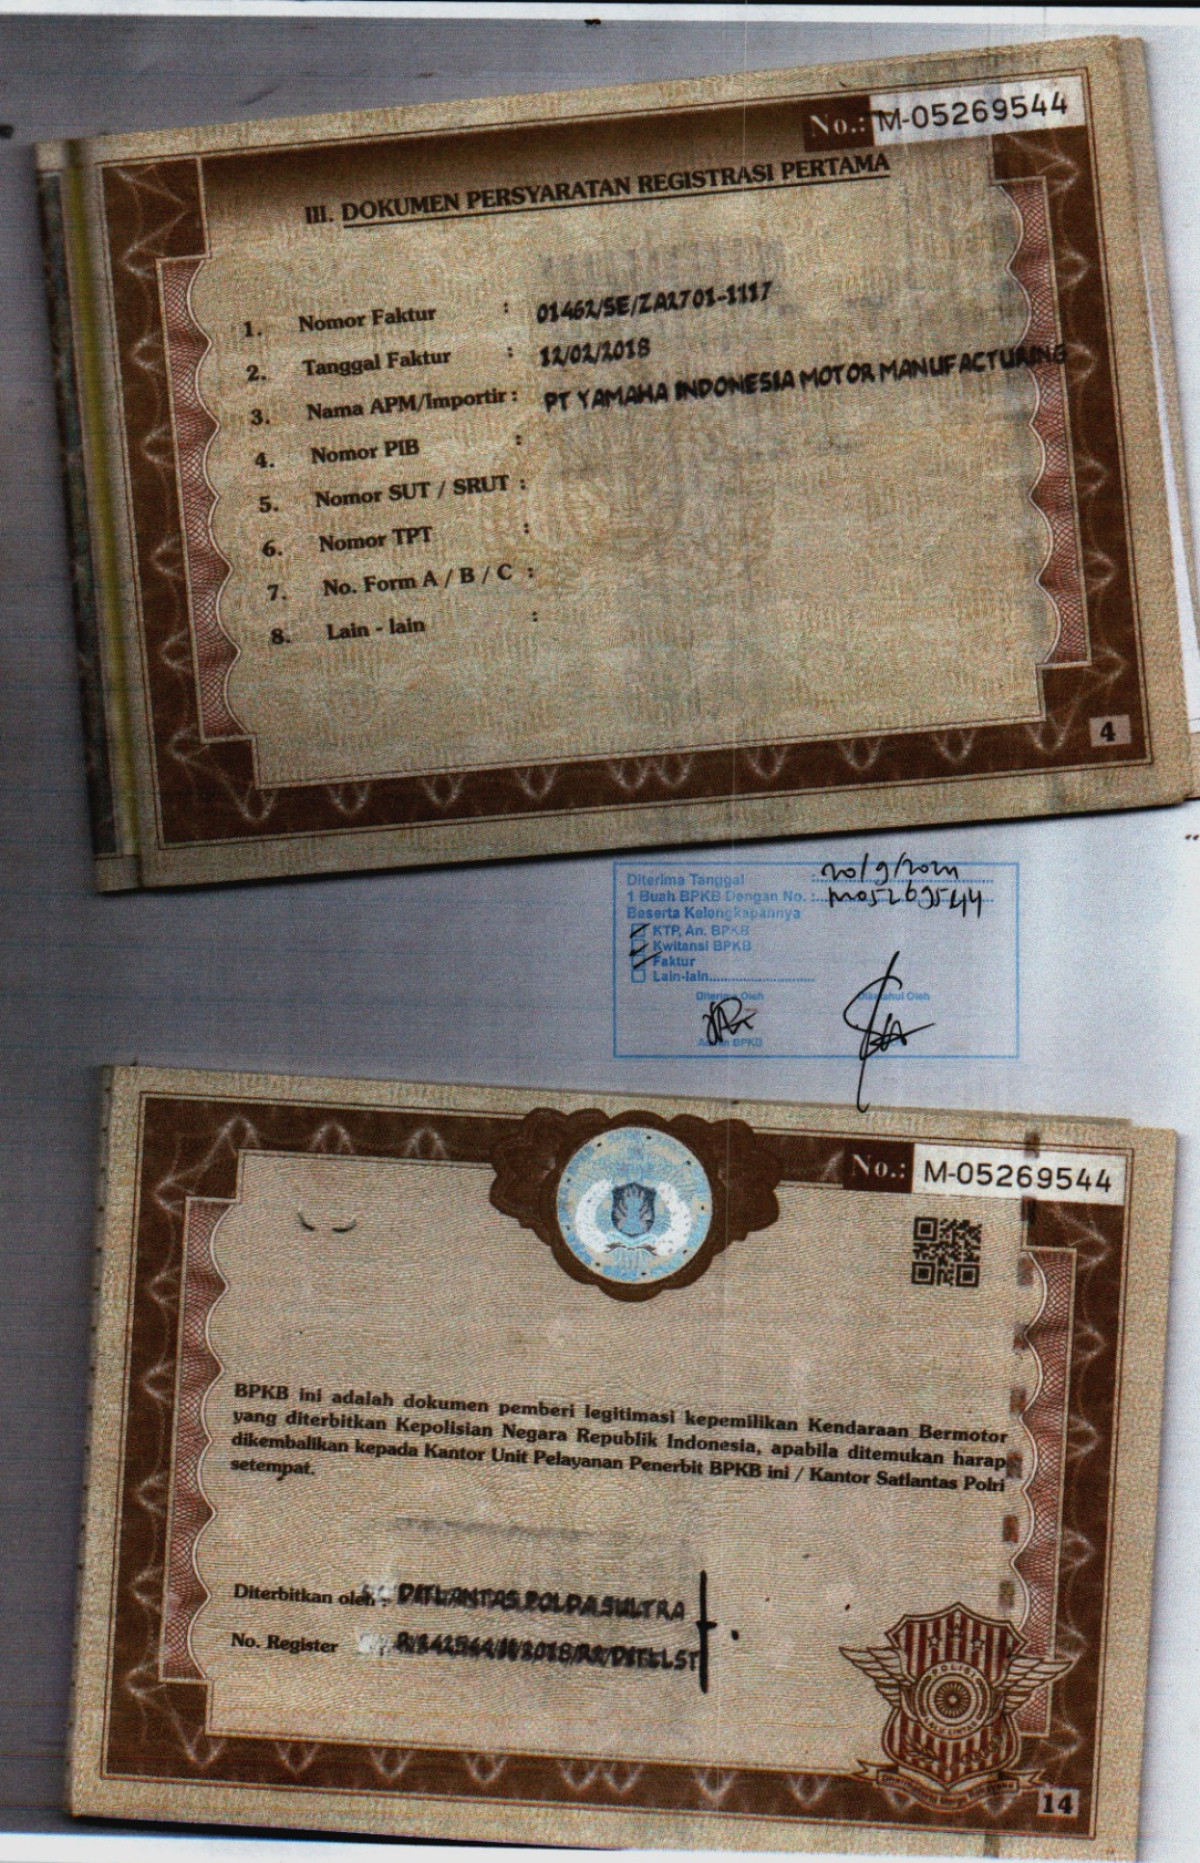 No.: M-05269544
III. DOKUMEN PERSYARATAN REGISTRASI PERTAMA
1. Nomor Faktur : 01462/SE/ZA2701-1117
2. Tanggal Faktur : 12/02/2018
3. Nama APM/Importir : PT YAMAHA INDONESIA MOTOR MANUFACTURING
4. Nomor PIB :
5. Nomor SUT / SRUT :
6. Nomor TPT :
7. No. Form A / B / C :
8. Lain - lain :
4
Diterima Tanggal :
1 Buah BPKB Dengan No. : M05269544
Beserta Kelengkapannya
KTP, An. BPKB
Kwitansi BPKB
Faktur
Lain-lain
Diterima Oleh Diketahui Oleh
Admin BPKB
No.: M-05269544
BPKB ini adalah dokumen pemberi legitimasi kepemilikan Kendaraan Bermotor
yang diterbitkan Kepolisian Negara Republik Indonesia, apabila ditemukan harap
dikembalikan kepada Kantor Unit Pelayanan Penerbit BPKB ini / Kantor Satlantas Polri
setempat.
Diterbitkan oleh : DITLANTAS POLDA SULTRA
No. Register :
POLISI
LALU LINTAS
14